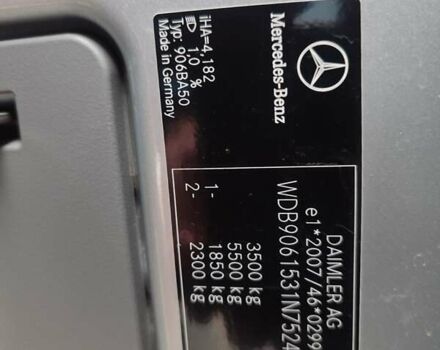 Mercedes-Benz
DAIMLER AG
e1*2007/46*0299
WDB9061531N7524
3500 kg
5500 kg
1- 1850 kg
2- 2300 kg
iHA=4,182
1,0 %
Typ: 906BA50
Made in Germany